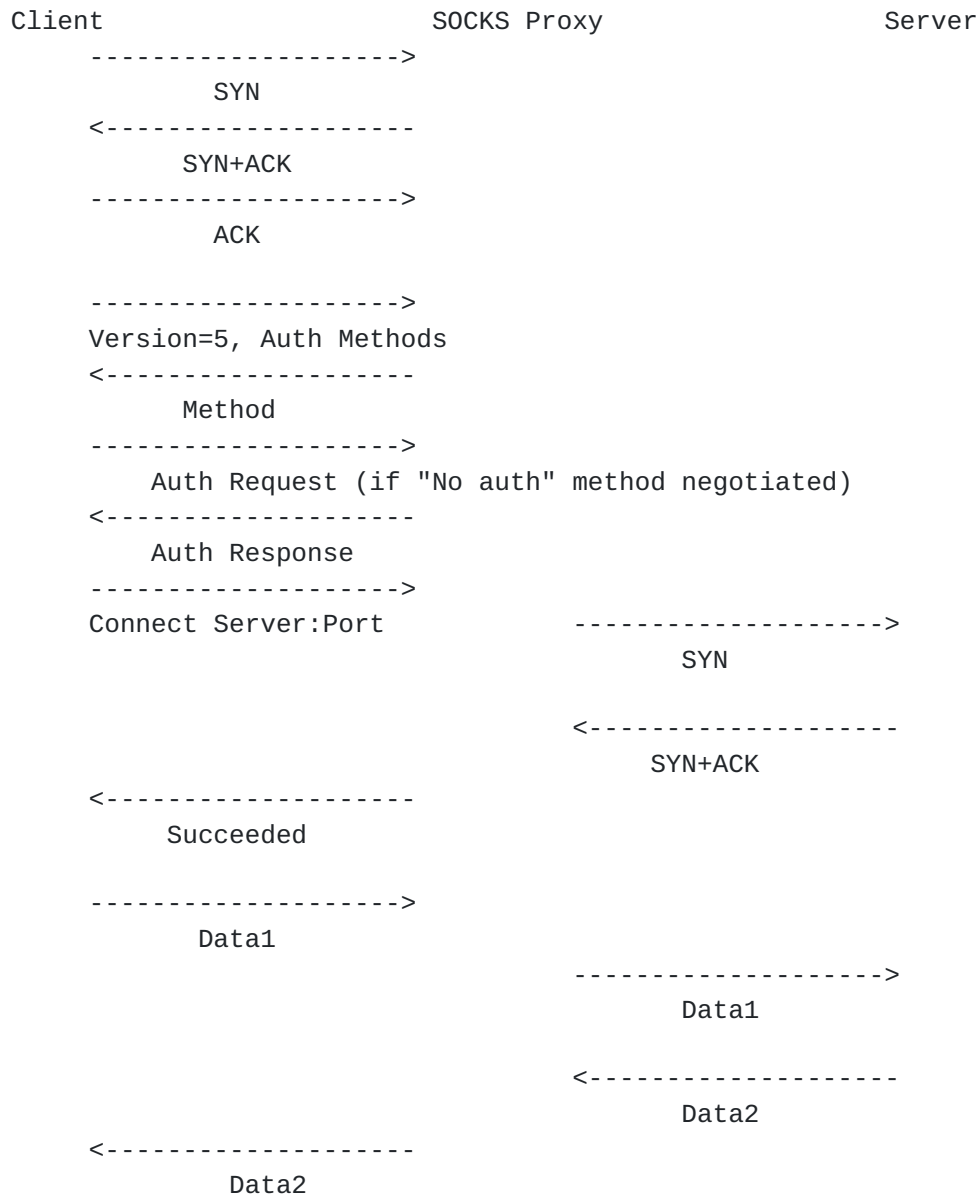 Client SOCKS Proxy Server
-------------------->
SYN
<--------------------
SYN+ACK
-------------------->
ACK
-------------------->
Version=5, Auth Methods
<--------------------
Method
-------------------->
Auth Request (if "No auth" method negotiated)
<--------------------
Auth Response
-------------------->
Connect Server:Port -------------------->
SYN
<--------------------
SYN+ACK
<--------------------
Succeeded
-------------------->
Data1
-------------------->
Data1
<--------------------
Data2
<--------------------
Data2